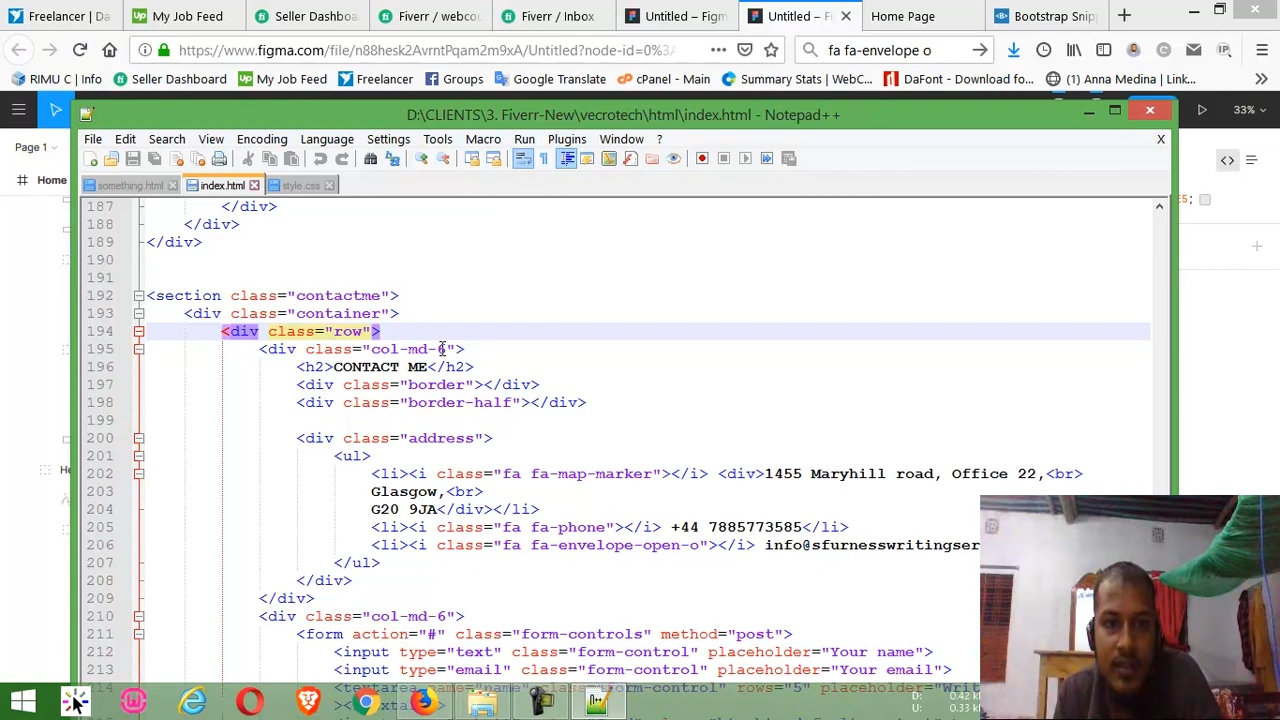 Freelancer | Dan
My Job Feed
Seller Dashboa
Fiverr / webcou
Fiverr / Inbox
Untitled – Figm
Untitled – Fi
Home Page
Bootstrap Snip
https://www.figma.com/file/n88hesk2AvrntPqam2m9xA/Untitled?node-id=0%3A
fa fa-envelope o
RIMU C | Info
Seller Dashboard
My Job Feed
Freelancer
Groups
Google Translate
cPanel - Main
Summary Stats | WebC...
DaFont - Download fo...
(1) Anna Medina | Link...
D:\CLIENTS\3. Fiverr-New\vecrotech\html\index.html - Notepad++
33%
File Edit Search View Encoding Language Settings Tools Macro Run Plugins Window ? X
Page 1
Home
something.html
index.html
style.css
187 </div>
188 </div>
189 </div>
190
191
192 <section class="contactme">
193 <div class="container">
194 <div class="row">
195 <div class="col-md-6">
196 <h2>CONTACT ME</h2>
197 <div class="border"></div>
198 <div class="border-half"></div>
199
200 <div class="address">
201 <ul>
202 <li><i class="fa fa-map-marker"></i> <div>1455 Maryhill road, Office 22,<br>
203 Glasgow,<br>
204 G20 9JA</div></li>
205 <li><i class="fa fa-phone"></i> +44 7885773585</li>
206 <li><i class="fa fa-envelope-open-o"></i> info@sfurnesswritingser
207 </ul>
208 </div>
209 </div>
210 <div class="col-md-6">
211 <form action="#" class="form-controls" method="post">
212 <input type="text" class="form-control" placeholder="Your name">
213 <input type="email" class="form-control" placeholder="Your email">
D: 0.42 kl
U: 0.33 kl